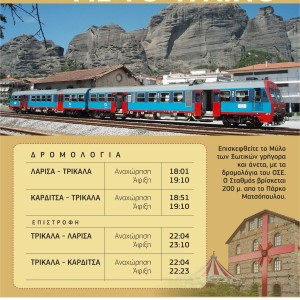 ΔΡΟΜΟΛΟΓΙΑ
ΛΑΡΙΣΑ - ΤΡΙΚΑΛΑ Αναχώρηση 18:01
Άφιξη 19:10
ΚΑΡΔΙΤΣΑ - ΤΡΙΚΑΛΑ Αναχώρηση 18:51
Άφιξη 19:10
ΕΠΙΣΤΡΟΦΗ
ΤΡΙΚΑΛΑ - ΛΑΡΙΣΑ Αναχώρηση 22:04
Άφιξη 23:10
ΤΡΙΚΑΛΑ - ΚΑΡΔΙΤΣΑ Αναχώρηση 22:04
Άφιξη 22:23
Επισκεφθείτε το Μύλο
των Ξωτικών γρήγορα
και άνετα, με τα
δρομολόγια του ΟΣΕ.
Ο Σταθμός βρίσκεται
200 μ. απο το Πάρκο
Ματσόπουλου.